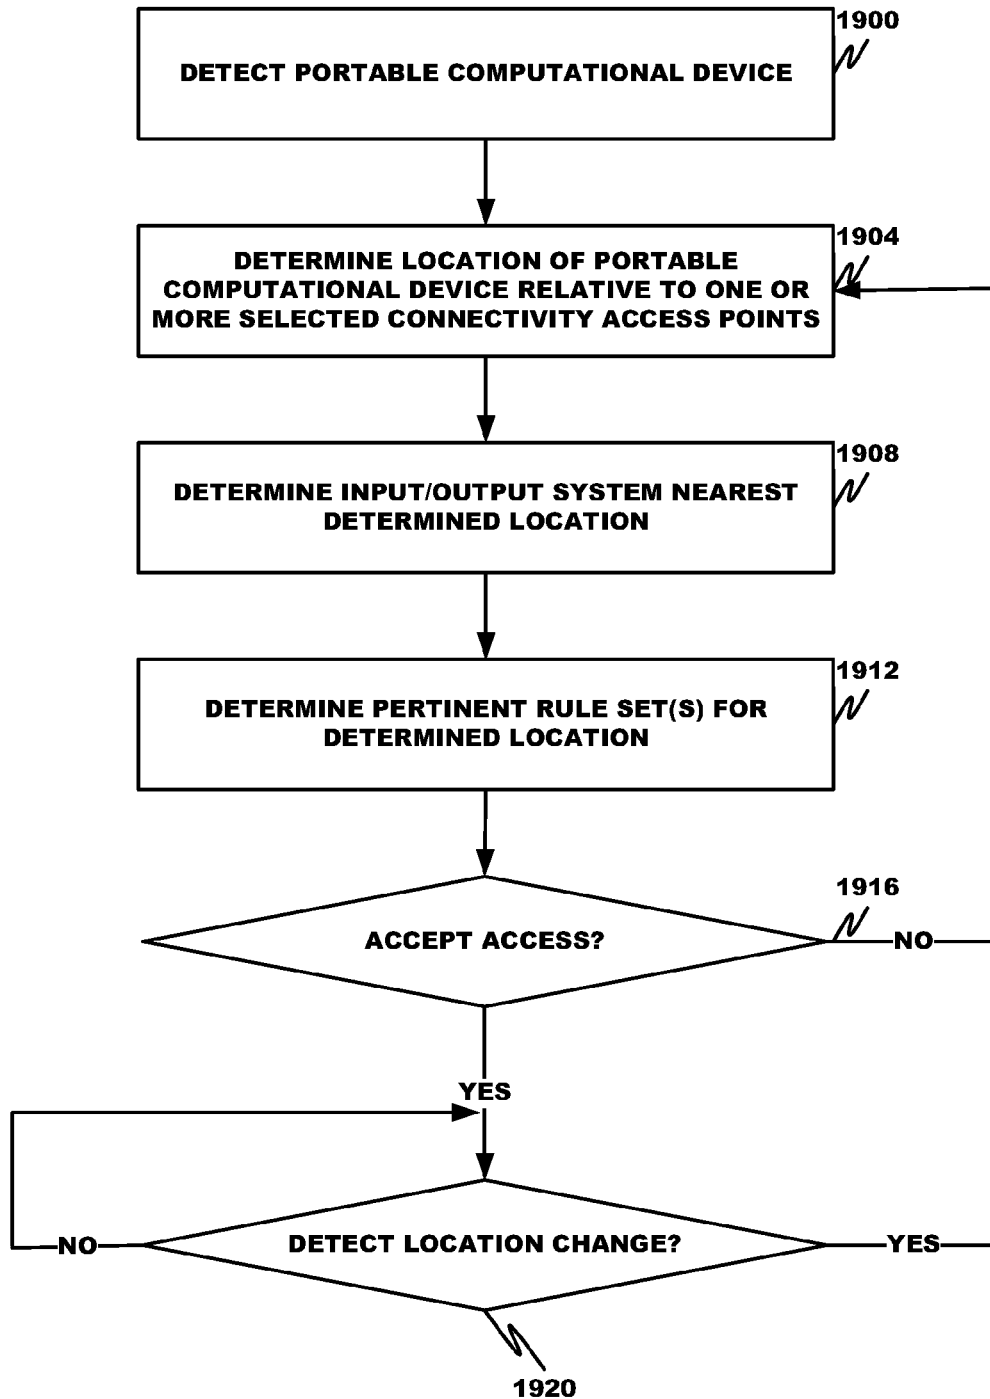 1900
DETECT PORTABLE COMPUTATIONAL DEVICE
1904
DETERMINE LOCATION OF PORTABLE
COMPUTATIONAL DEVICE RELATIVE TO ONE OR
MORE SELECTED CONNECTIVITY ACCESS POINTS
1908
DETERMINE INPUT/OUTPUT SYSTEM NEAREST
DETERMINED LOCATION
1912
DETERMINE PERTINENT RULE SET(S) FOR
DETERMINED LOCATION
1916
ACCEPT ACCESS?
NO
YES
NO
DETECT LOCATION CHANGE?
YES
1920